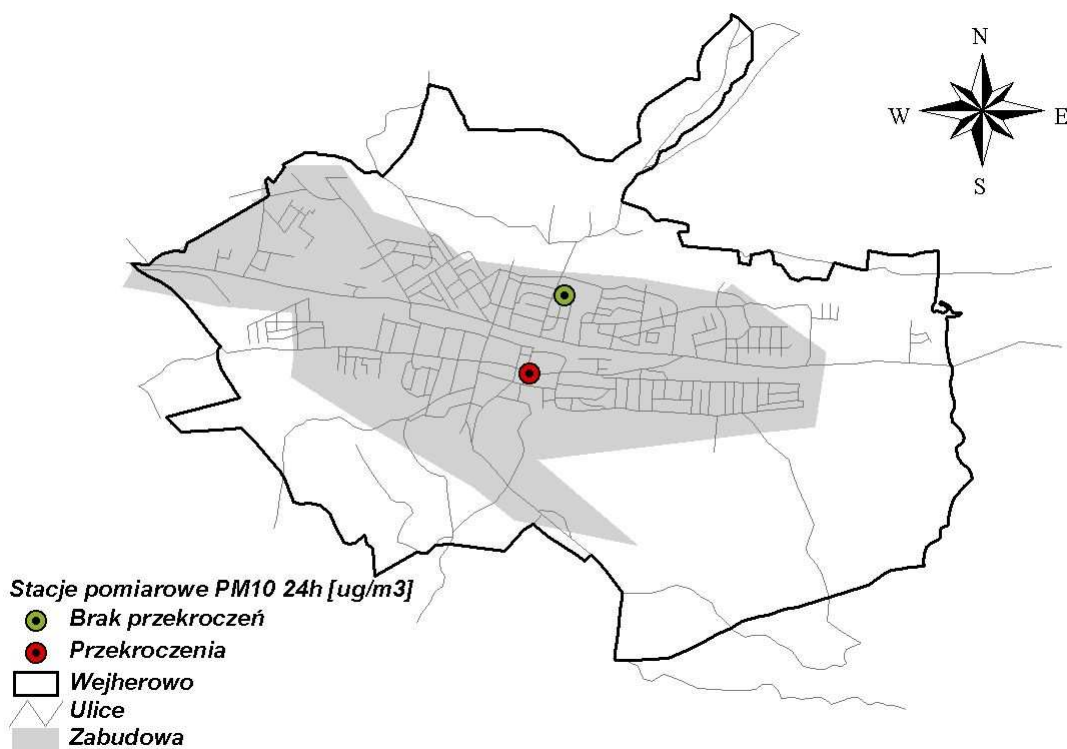 N
W
E
S
Stacje pomiarowe PM10 24h [ug/m3]
Brak przekroczeń
Przekroczenia
Wejherowo
Ulice
Zabudowa